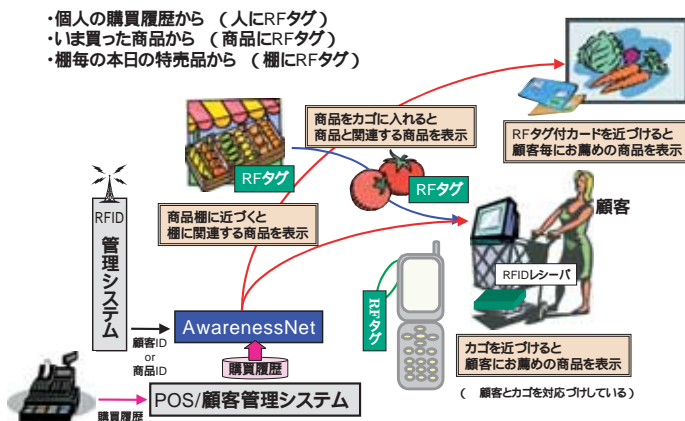 ・個人の購買履歴から （人にRFタグ）
・いま買った商品から （商品にRFタグ）
・棚毎の本日の特売品から （棚にRFタグ）
商品をカゴに入れると
商品と関連する商品を表示
RFタグ付カードを近づけると
顧客毎にお薦めの商品を表示
RFタグ
RFタグ
顧客
商品棚に近づくと
棚に関連する商品を表示
RFID
管理システム
RFIDレシーバ
RFタグ
AwarenessNet
顧客ID
or
商品ID
購買履歴
カゴを近づけると
顧客にお薦めの商品を表示
（ 顧客とカゴを対応づけしている）
POS/顧客管理システム
購買履歴